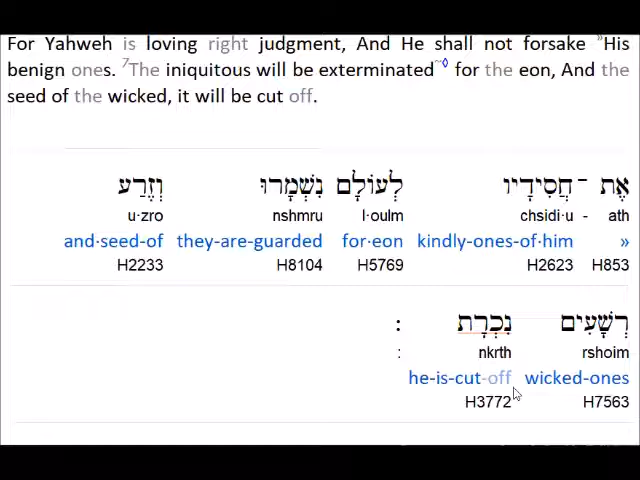 For Yahweh is loving right judgment, And He shall not forsake »His
benign ones. ⁷The iniquitous will be exterminated~◊ for the eon, And the
seed of the wicked, it will be cut off.
אֶת ־ חֲסִידָיו לְעוֹלָם נִשְׁמָרוּ וְזֶרַע
ath - chsidi·u l·oulm nshmru u·zro
» kindly-ones-of·him for·eon they-are-guarded and·seed-of
H853 H2623 H5769 H8104 H2233
רְשָׁעִים נִכְרָת :
rshoim nkrth :
wicked-ones he-is-cut-off
H7563 H3772